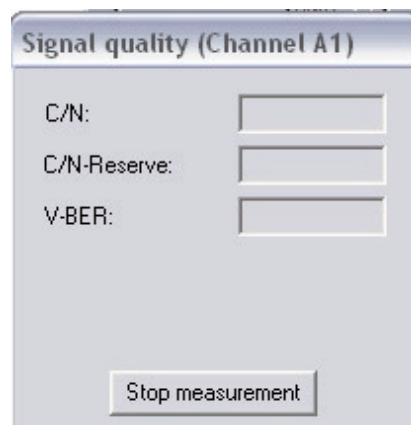 Signal quality (Channel A1)
C/N:
C/N-Reserve:
V-BER:
Stop measurement